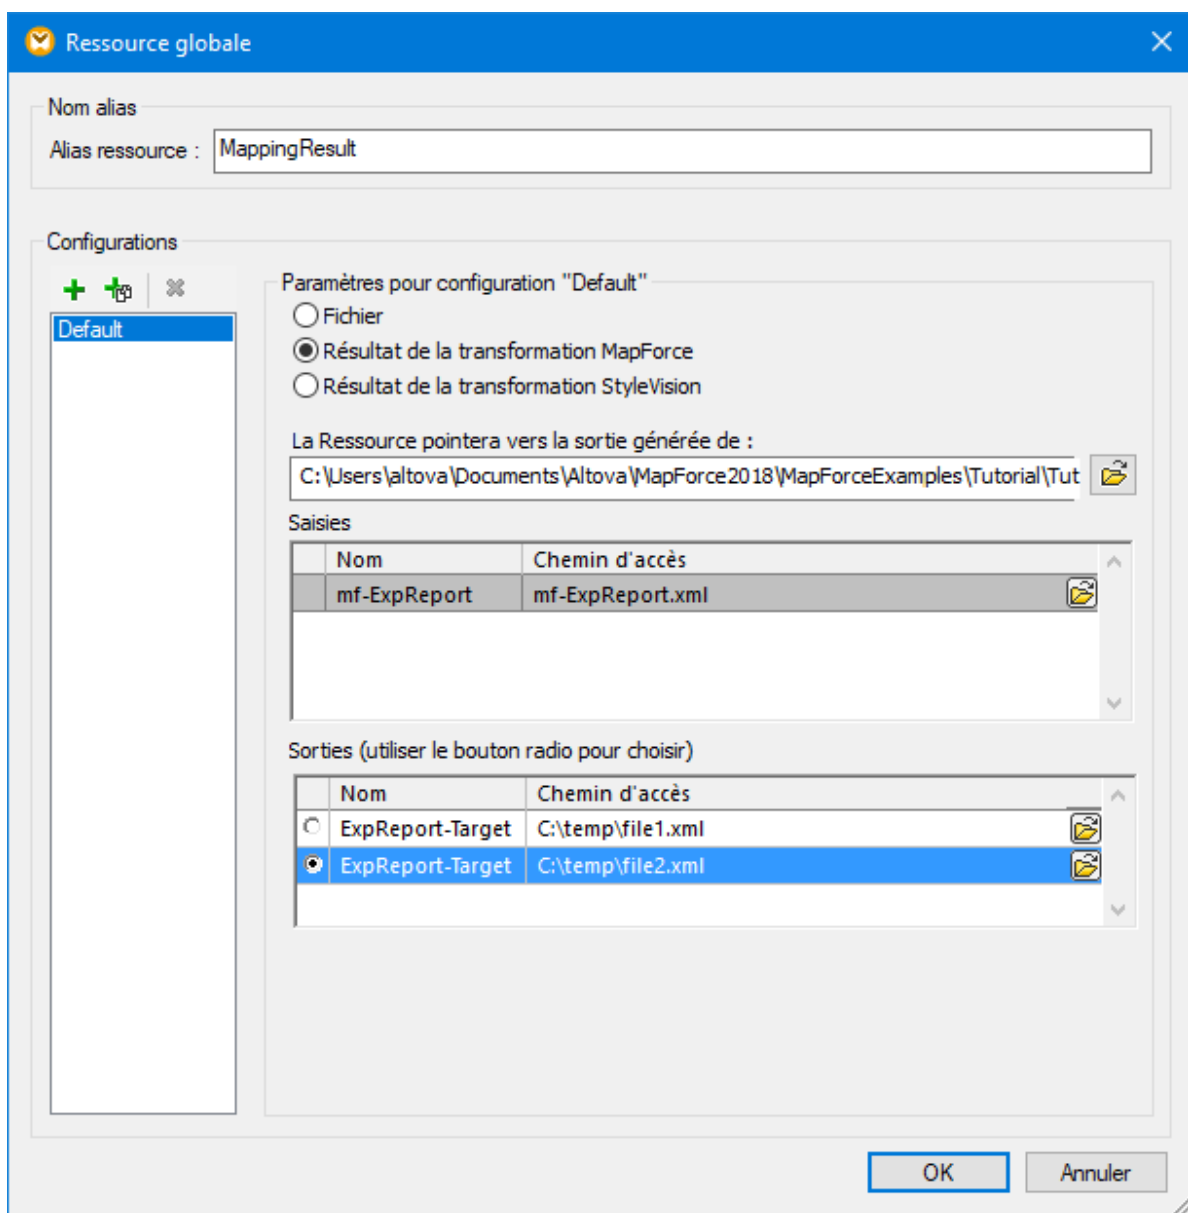 Ressource globale
Nom alias
Alias ressource : MappingResult
Configurations
Default
Paramètres pour configuration "Default"
Fichier
Résultat de la transformation MapForce
Résultat de la transformation StyleVision
La Ressource pointera vers la sortie générée de :
C:\Users\altova\Documents\Altova\MapForce2018\MapForceExamples\Tutorial\Tut
Saisies
Nom Chemin d'accès
mf-ExpReport mf-ExpReport.xml
Sorties (utiliser le bouton radio pour choisir)
Nom Chemin d'accès
ExpReport-Target C:\temp\file1.xml
ExpReport-Target C:\temp\file2.xml
OK Annuler